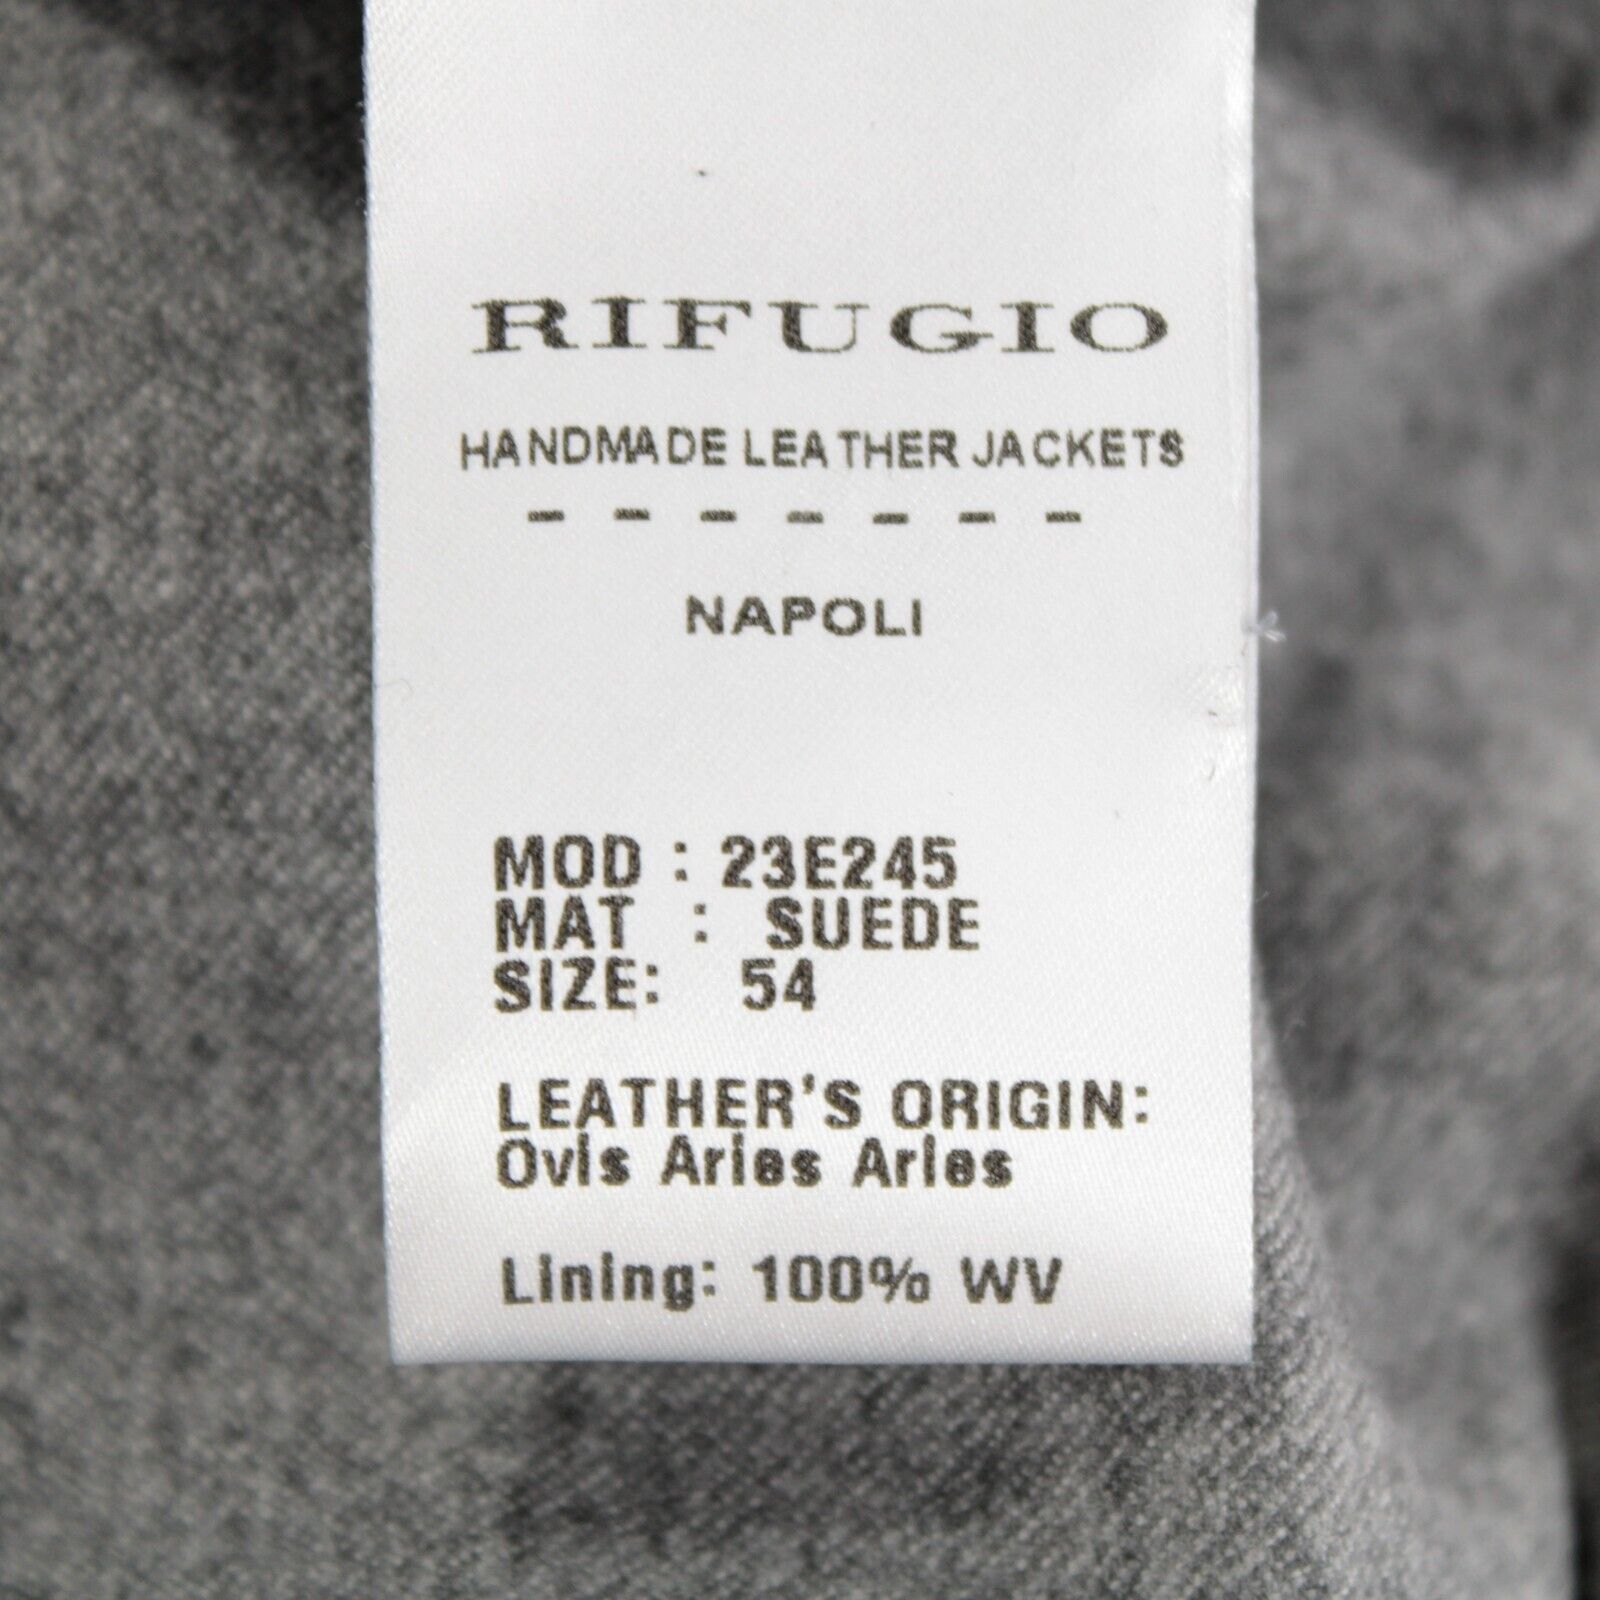 RIFUGIO
HANDMADE LEATHER JACKETS
- - - - - - -
NAPOLI
MOD : 23E245
MAT : SUEDE
SIZE: 54
LEATHER'S ORIGIN:
Ovis Aries Aries
Lining: 100% WV